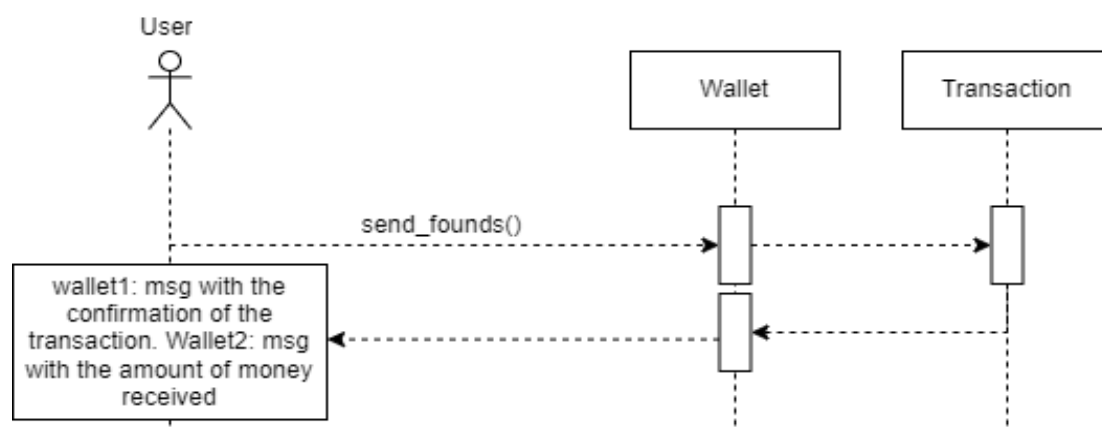 User
Wallet
Transaction
send_founds()
wallet1: msg with the
confirmation of the
transaction. Wallet2: msg
with the amount of money
received